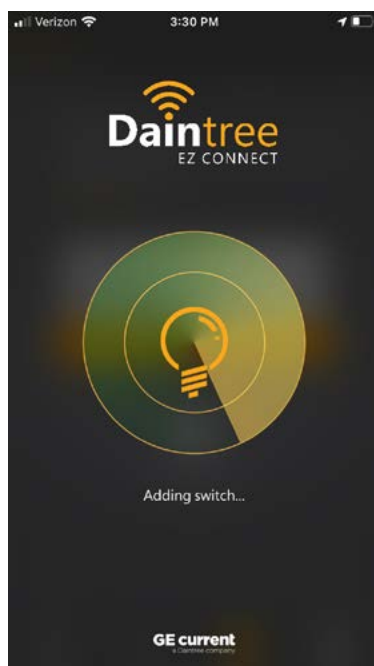 Verizon 3:30 PM
Daintree
EZ CONNECT
Adding switch...
GE current
a Daintree company